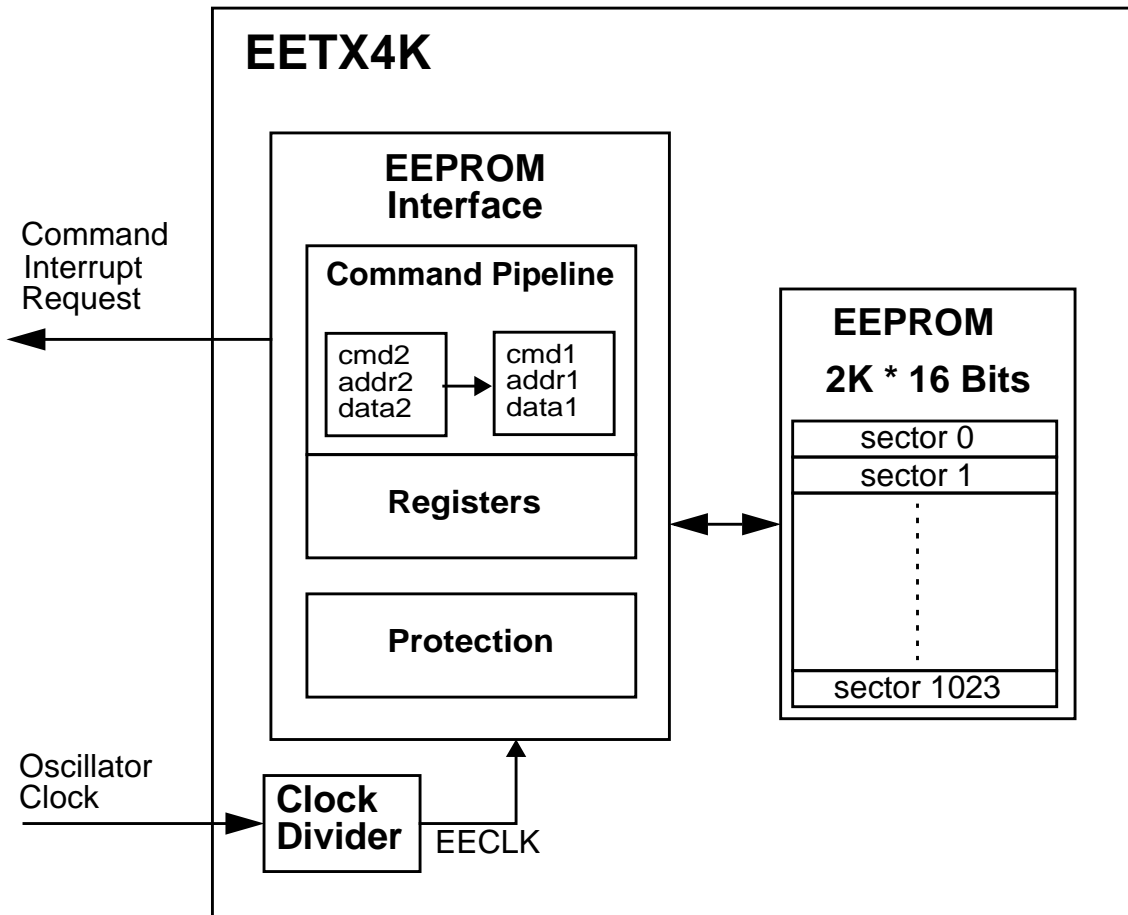 EETX4K
EEPROM
Interface
Command
Interrupt
Request
Command Pipeline
cmd2
addr2
data2
cmd1
addr1
data1
Registers
Protection
EEPROM
2K * 16 Bits
sector 0
sector 1
sector 1023
Oscillator
Clock
Clock
Divider
EECLK